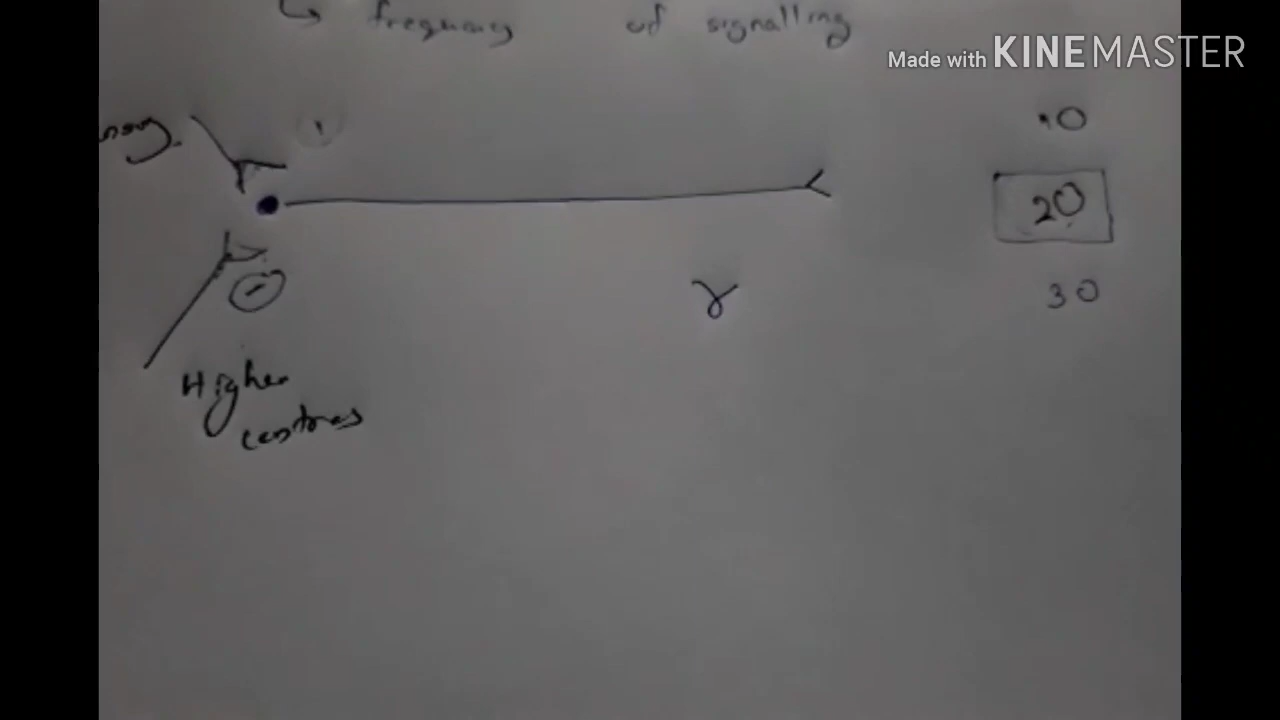 ↳ frequency of signalling
Made with KINEMASTER
10
20
30
γ
Higher
centres